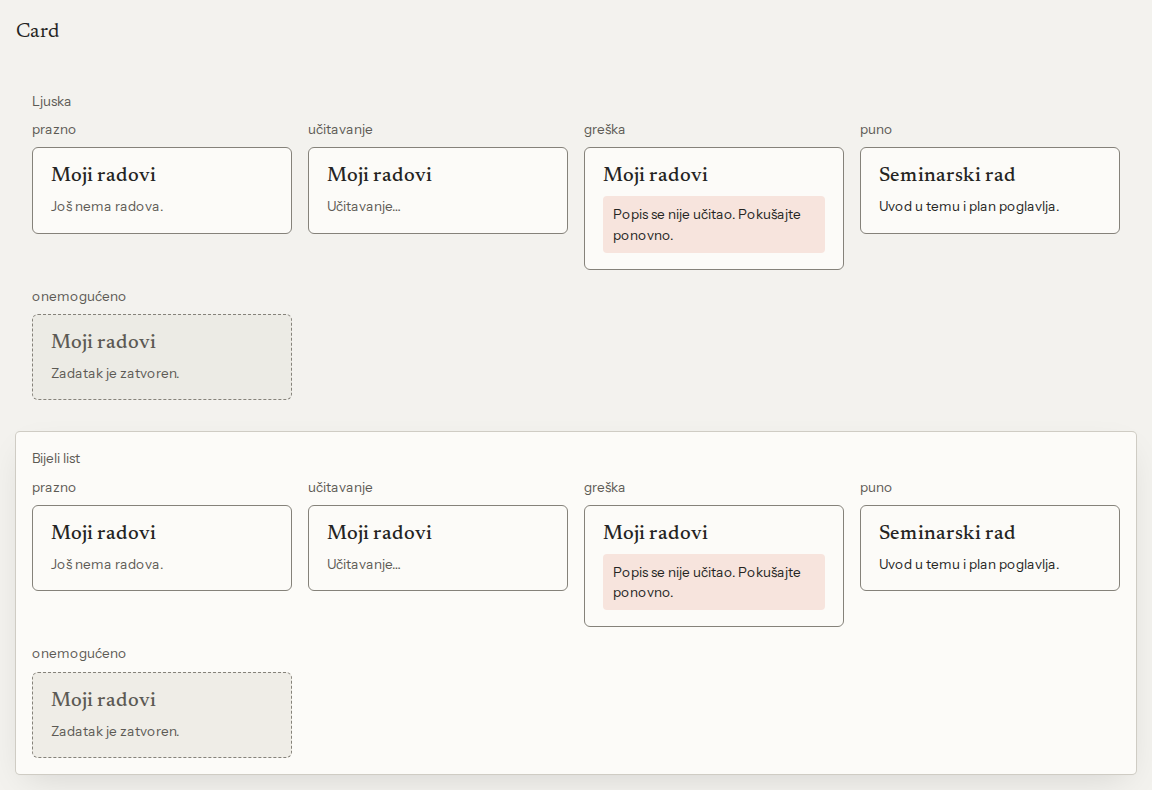 Card
Ljuska
prazno
Moji radovi
Još nema radova.
učitavanje
Moji radovi
Učitavanje…
greška
Moji radovi
Popis se nije učitao. Pokušajte
ponovno.
puno
Seminarski rad
Uvod u temu i plan poglavlja.
onemogućeno
Moji radovi
Zadatak je zatvoren.
Bijeli list
prazno
Moji radovi
Još nema radova.
učitavanje
Moji radovi
Učitavanje…
greška
Moji radovi
Popis se nije učitao. Pokušajte
ponovno.
puno
Seminarski rad
Uvod u temu i plan poglavlja.
onemogućeno
Moji radovi
Zadatak je zatvoren.